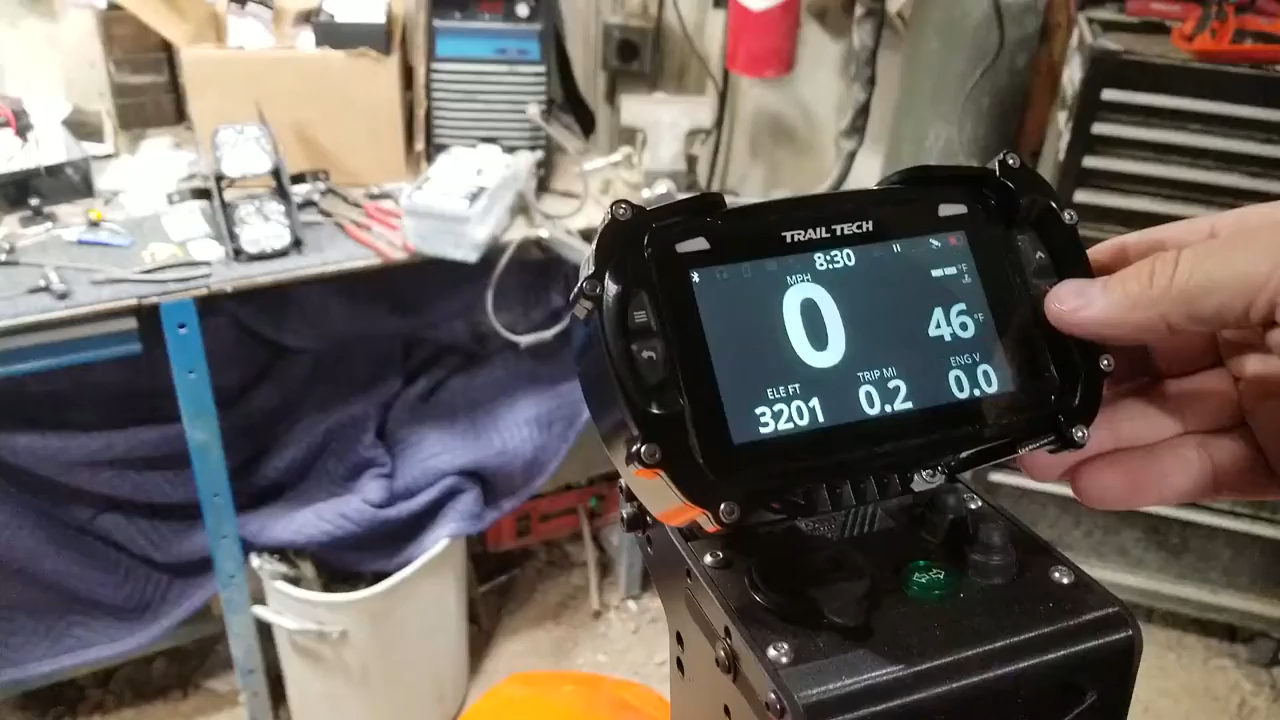 TRAIL TECH
8:30
MPH
0
°F
46 °F
ELE FT
3201
TRIP MI
0.2
ENG V
0.0